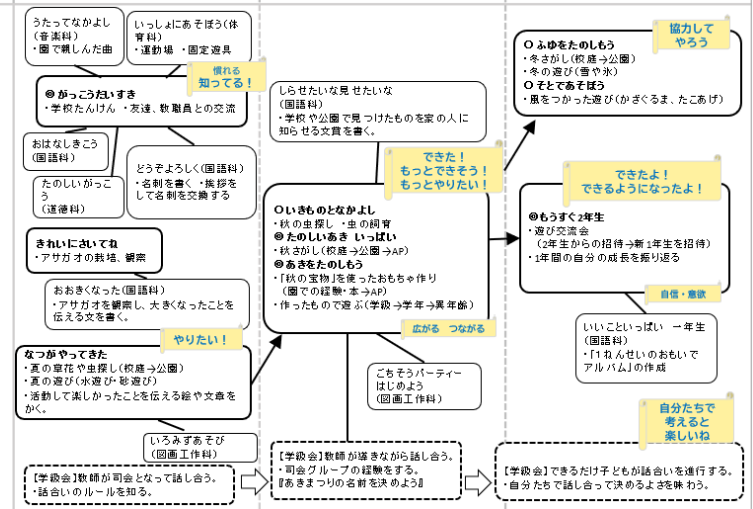 うたってなかよし
(音楽科)
・園で親しんだ曲
いっしょにあそぼう(体
育科)
・運動場 ・固定遊具
慣れる
知ってる!
◎がっこうだいすき
・学校たんけん ・友達、教職員との交流
おはなしきこう
(国語科)
たのしいがっこ
う
(道徳科)
どうぞよろしく(国語科)
・名刺を書く ・挨拶を
して名刺を交換する
きれいにさいてね
・アサガオの栽培、観察
おおきくなった(国語科)
・アサガオを観察し、大きくなったことを
伝える文を書く。
やりたい!
なつがやってきた
・夏の草花や虫探し(校庭→公園)
・夏の遊び(水遊び・砂遊び)
・活動して楽しかったことを伝える絵や文章を
かく。
いろみずあそび
(図画工作科)
【学級会】教師が司会となって話し合う。
・話合いのルールを知る。
しらせたいな見せたいな
(国語科)
・学校や公園で見つけたものを家の人に
知らせる文賞を書く。
できた!
もっとできそう!
もっとやりたい!
○いきものとなかよし
・秋の虫探し ・虫の飼育
◎たのしいあき いっぱい
・秋さがし(校庭→公園→AP)
◎あきをたのしもう
・「秋の宝物」を使ったおもちゃ作り
(園での経験・本→AP)
・作ったもので遊ぶ(学級→学年→異年齢)
広がる つながる
ごちそうパーティー
はじめよう
(図画工作科)
【学級会】教師が導きながら話し合う。
・司会グループの経験をする。
『あきまつりの名前を決めよう』
協力して
やろう
○ふゆをたのしもう
・冬さがし(校庭→公園)
・冬の遊び(雪や氷)
○そとであそぼう
・風をつかった遊び(かざぐるま、たこあげ)
できたよ!
できるようになったよ!
◎もうすぐ2年生
・遊び交流会
(2年生からの招待→新1年生を招待)
・1年間の自分の成長を振り返る
自信・意欲
いいこといっぱい 一年生
(国語科)
・「1ねんせいのおもいで
アルバム」の作成
自分たちで
考えると
楽しいね
【学級会】できるだけ子どもが話合いを進行する。
・自分たちで話し合って決めるよさを味わう。